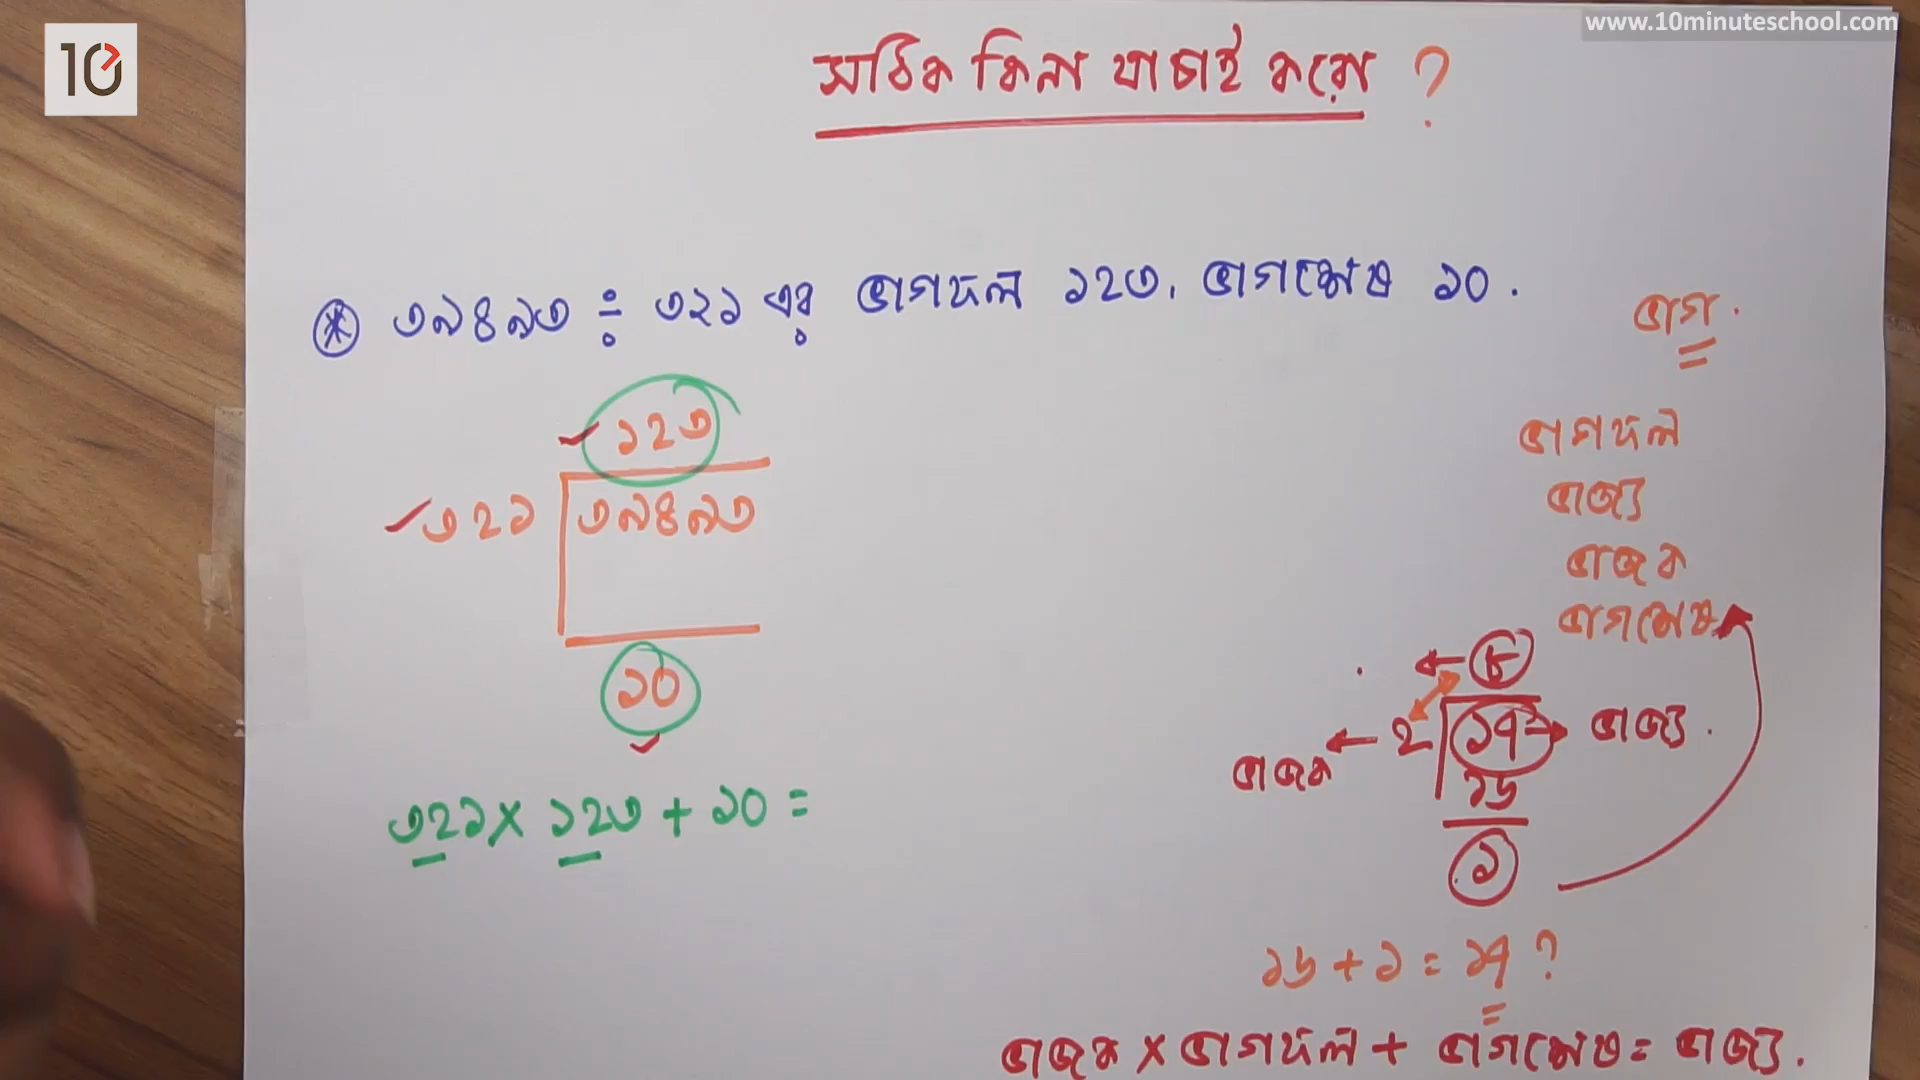 10
www.10minuteschool.com
সঠিক কিনা যাচাই করো ?
৩৯৪৯৩ ÷ ৩২১ এর ভাগফল ১২৩, ভাগশেষ ১০.
ভাগ.
১২৩
৩২১
৩৯৪৯৩
১০
ভাগফল
ভাজ্য
ভাজক
ভাগশেষ
৮
ভাজক ← ২
১৭ → ভাজ্য.
১৬
১
৩২১ × ১২৩ + ১০ =
১৬ + ১ = ১৭ ?
ভাজক × ভাগফল + ভাগশেষ = ভাজ্য.